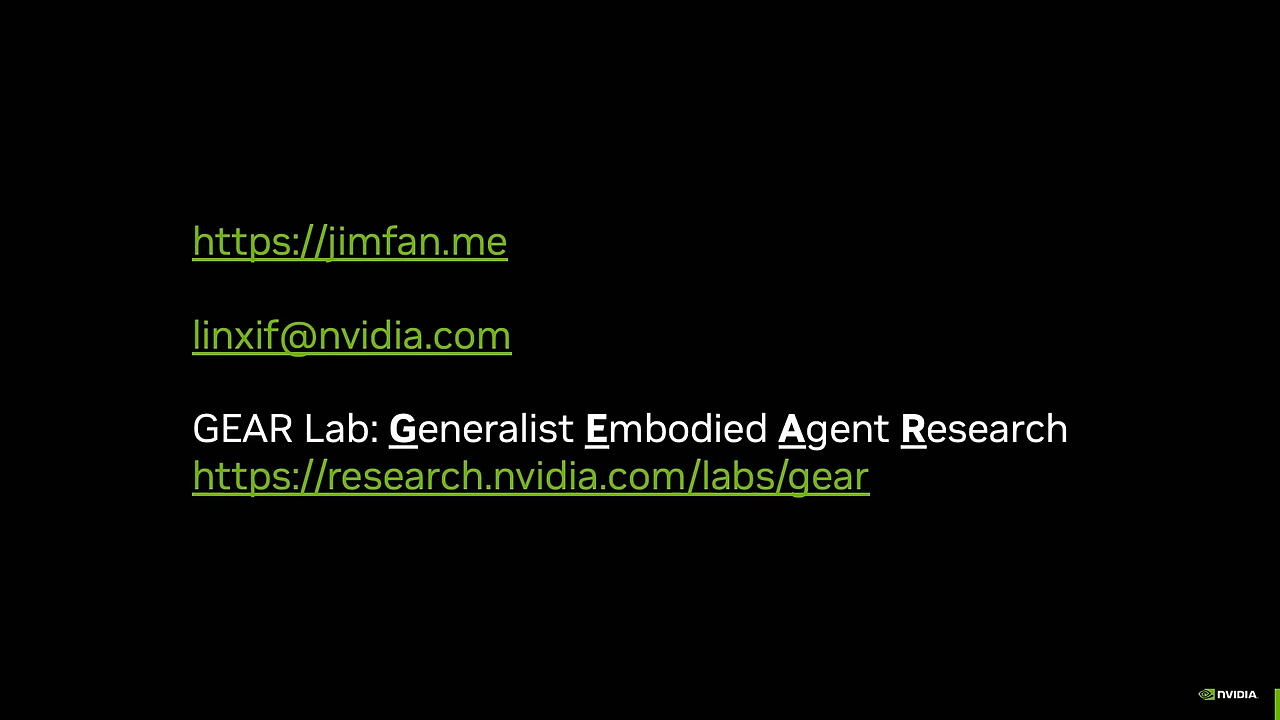 https://jimfan.me
linxif@nvidia.com
GEAR Lab: Generalist Embodied Agent Research
https://research.nvidia.com/labs/gear
NVIDIA